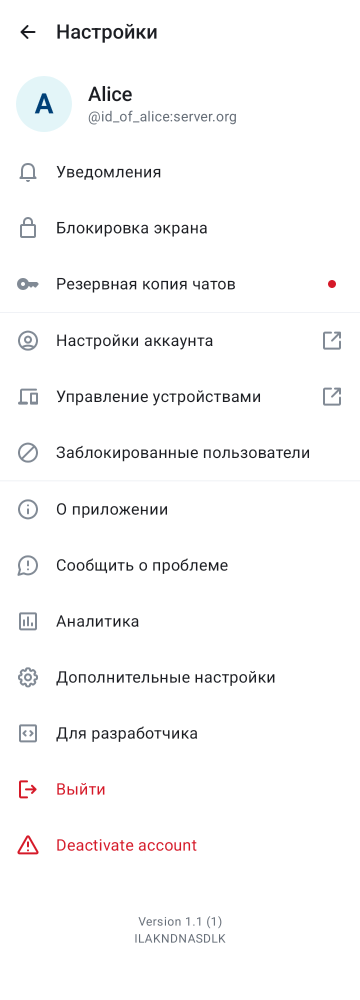 Настройки
A
Alice
@id_of_alice:server.org
Уведомления
Блокировка экрана
Резервная копия чатов
Настройки аккаунта
Управление устройствами
Заблокированные пользователи
О приложении
Сообщить о проблеме
Аналитика
Дополнительные настройки
Для разработчика
Выйти
Deactivate account
Version 1.1 (1)
ILAKNDNASDLK